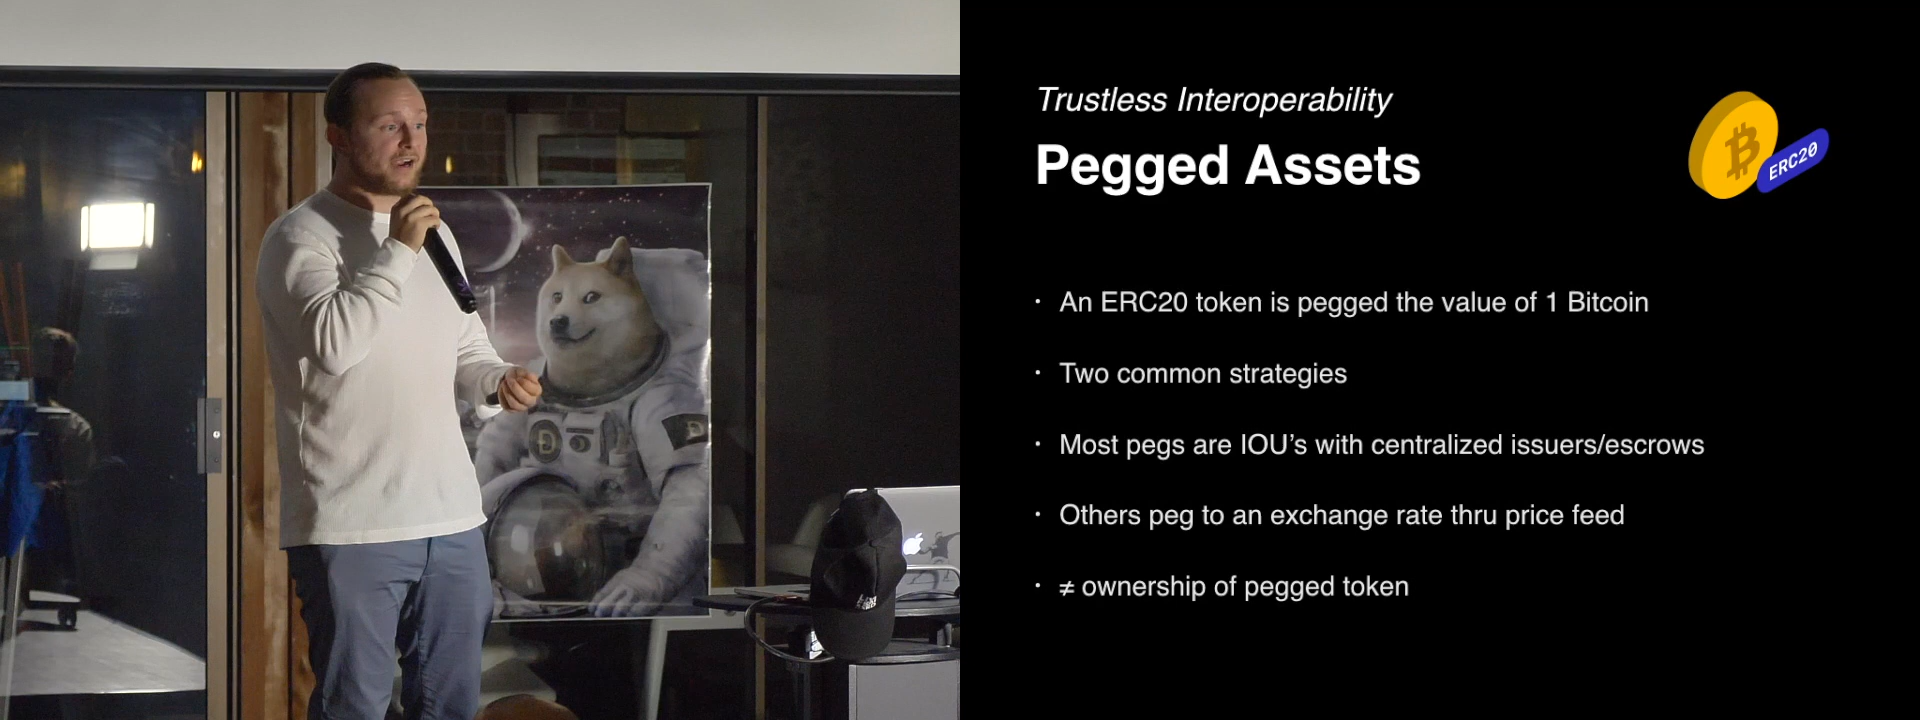 Trustless Interoperability
Pegged Assets
ERC20
· An ERC20 token is pegged the value of 1 Bitcoin
· Two common strategies
· Most pegs are IOU’s with centralized issuers/escrows
· Others peg to an exchange rate thru price feed
· ≠ ownership of pegged token